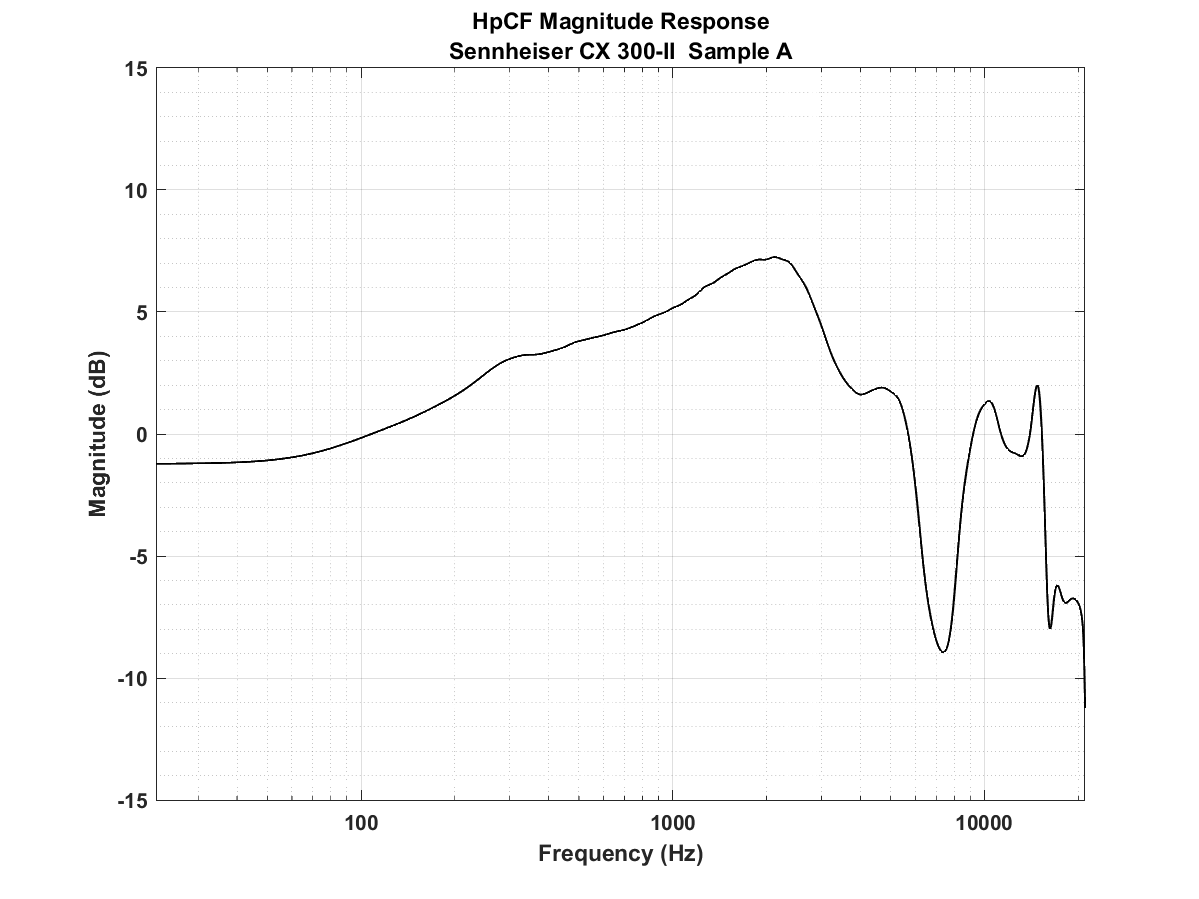 HpCF Magnitude Response
Sennheiser CX 300-II  Sample A
15
10
5
0
-5
-10
-15
Magnitude (dB)
100
1000
10000
Frequency (Hz)